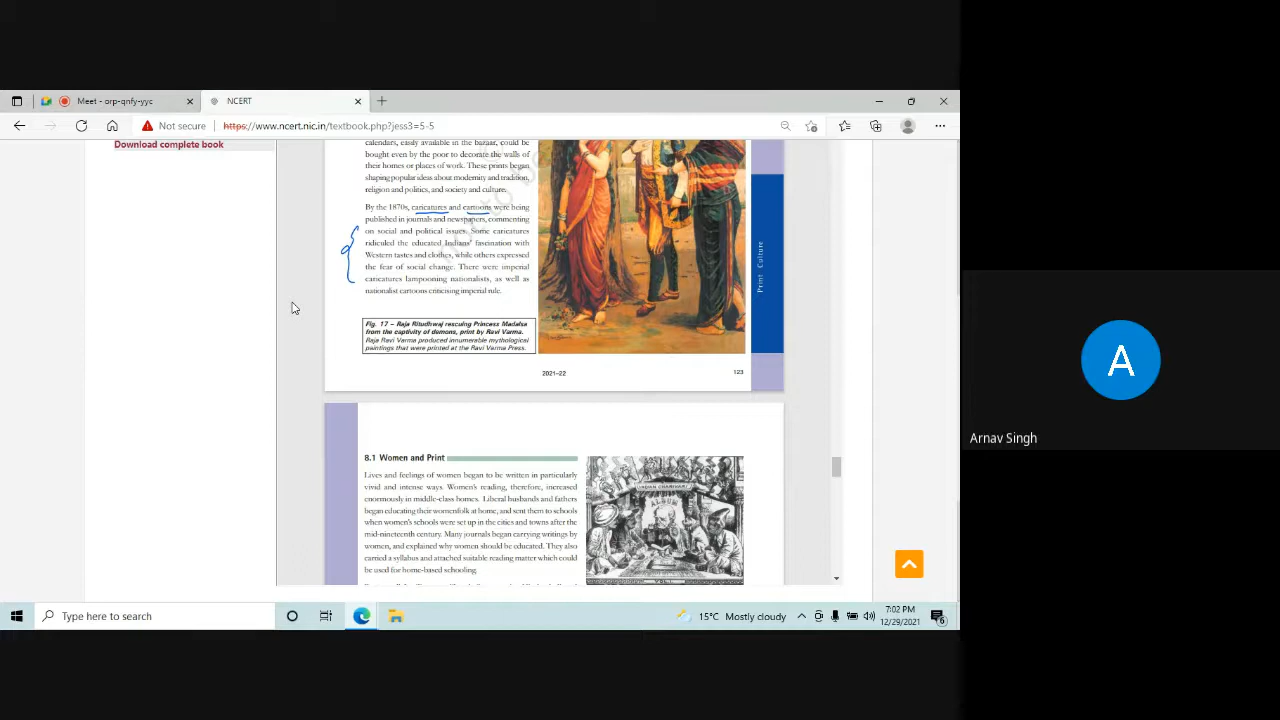 Meet - orp-qnfy-yyc
NCERT
Not secure
https://www.ncert.nic.in/textbook.php?jess3=5-5
Download complete book
calendars, easily available in the bazaar, could be
bought even by the poor to decorate the walls of
their homes or places of work. These prints began
shaping popular ideas about modernity and tradition,
religion and politics, and society and culture.
By the 1870s, caricatures and cartoons were being
published in journals and newspapers, commenting
on social and political issues. Some caricatures
ridiculed the educated Indians' fascination with
Western tastes and clothes, while others expressed
the fear of social change. There were imperial
caricatures lampooning nationalists, as well as
nationalist cartoons criticising imperial rule.
Fig. 17 – Raja Ritudhwaj rescuing Princess Madalsa
from the captivity of demons, print by Ravi Varma.
Raja Ravi Varma produced innumerable mythological
paintings that were printed at the Ravi Varma Press.
Print Culture
2021-22
123
8.1 Women and Print
Lives and feelings of women began to be written in particularly
vivid and intense ways. Women's reading, therefore, increased
enormously in middle-class homes. Liberal husbands and fathers
began educating their womenfolk at home, and sent them to schools
when women's schools were set up in the cities and towns after the
mid-nineteenth century. Many journals began carrying writings by
women, and explained why women should be educated. They also
carried a syllabus and attached suitable reading matter which could
be used for home-based schooling.
INDIAN CHARIVARI
ALBUM
VOL.
A
Arnav Singh
Type here to search
15°C Mostly cloudy
7:02 PM
12/29/2021
6